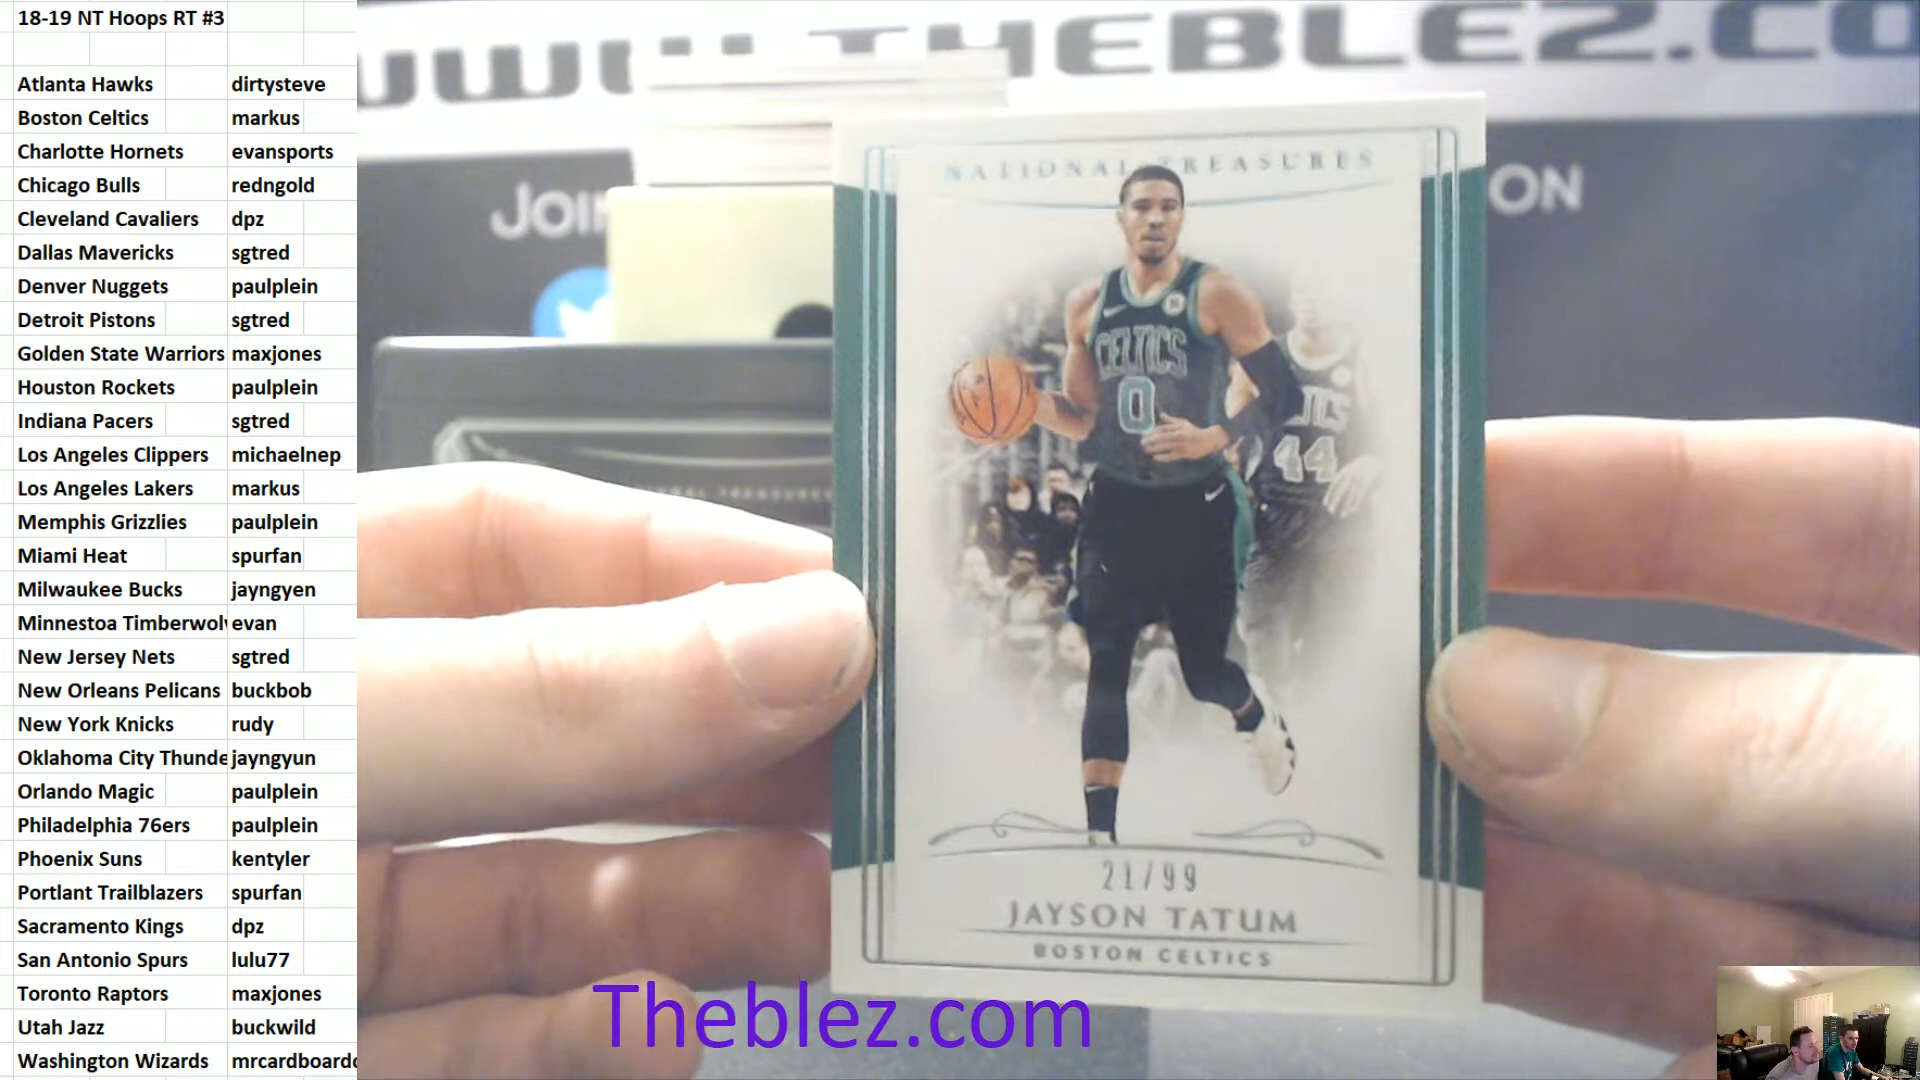 18-19 NT Hoops RT #3
Atlanta Hawks dirtysteve
Boston Celtics markus
Charlotte Hornets evansports
Chicago Bulls redngold
Cleveland Cavaliers dpz
Dallas Mavericks sgtred
Denver Nuggets paulplein
Detroit Pistons sgtred
Golden State Warriors maxjones
Houston Rockets paulplein
Indiana Pacers sgtred
Los Angeles Clippers michaelnep
Los Angeles Lakers markus
Memphis Grizzlies paulplein
Miami Heat spurfan
Milwaukee Bucks jayngyen
Minnestoa Timberwolv evan
New Jersey Nets sgtred
New Orleans Pelicans buckbob
New York Knicks rudy
Oklahoma City Thunde jayngyun
Orlando Magic paulplein
Philadelphia 76ers paulplein
Phoenix Suns kentyler
Portlant Trailblazers spurfan
Sacramento Kings dpz
San Antonio Spurs lulu77
Toronto Raptors maxjones
Utah Jazz buckwild
Washington Wizards mrcardboardc
WWW.THEBLEZ.CO
JOIN
ON
NATIONAL TREASURES
CELTICS
0
44
21/99
JAYSON TATUM
BOSTON CELTICS
Theblez.com